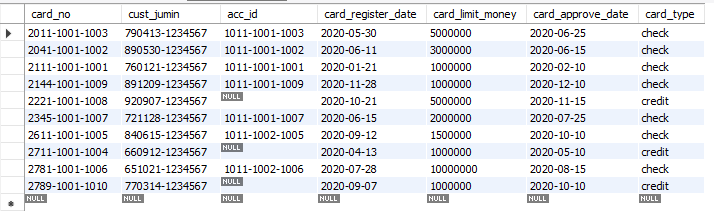 card_no cust_jumin acc_id card_register_date card_limit_money card_approve_date card_type
2011-1001-1003 790413-1234567 1011-1001-1003 2020-05-30 5000000 2020-06-25 check
2041-1001-1002 890530-1234567 1011-1001-1002 2020-06-11 3000000 2020-06-15 check
2111-1001-1001 760121-1234567 1011-1001-1001 2020-01-21 1000000 2020-02-10 check
2144-1001-1009 891209-1234567 1011-1001-1009 2020-11-28 1000000 2020-12-10 check
2221-1001-1008 920907-1234567 NULL 2020-10-21 5000000 2020-11-15 credit
2345-1001-1007 721128-1234567 1011-1001-1007 2020-06-15 2000000 2020-07-25 check
2611-1001-1005 840615-1234567 1011-1002-1005 2020-09-12 1500000 2020-10-10 check
2711-1001-1004 660912-1234567 NULL 2020-04-13 1000000 2020-05-10 credit
2781-1001-1006 651021-1234567 1011-1002-1006 2020-07-28 10000000 2020-08-15 check
2789-1001-1010 770314-1234567 NULL 2020-09-07 1000000 2020-10-10 credit
NULL NULL NULL NULL NULL NULL NULL